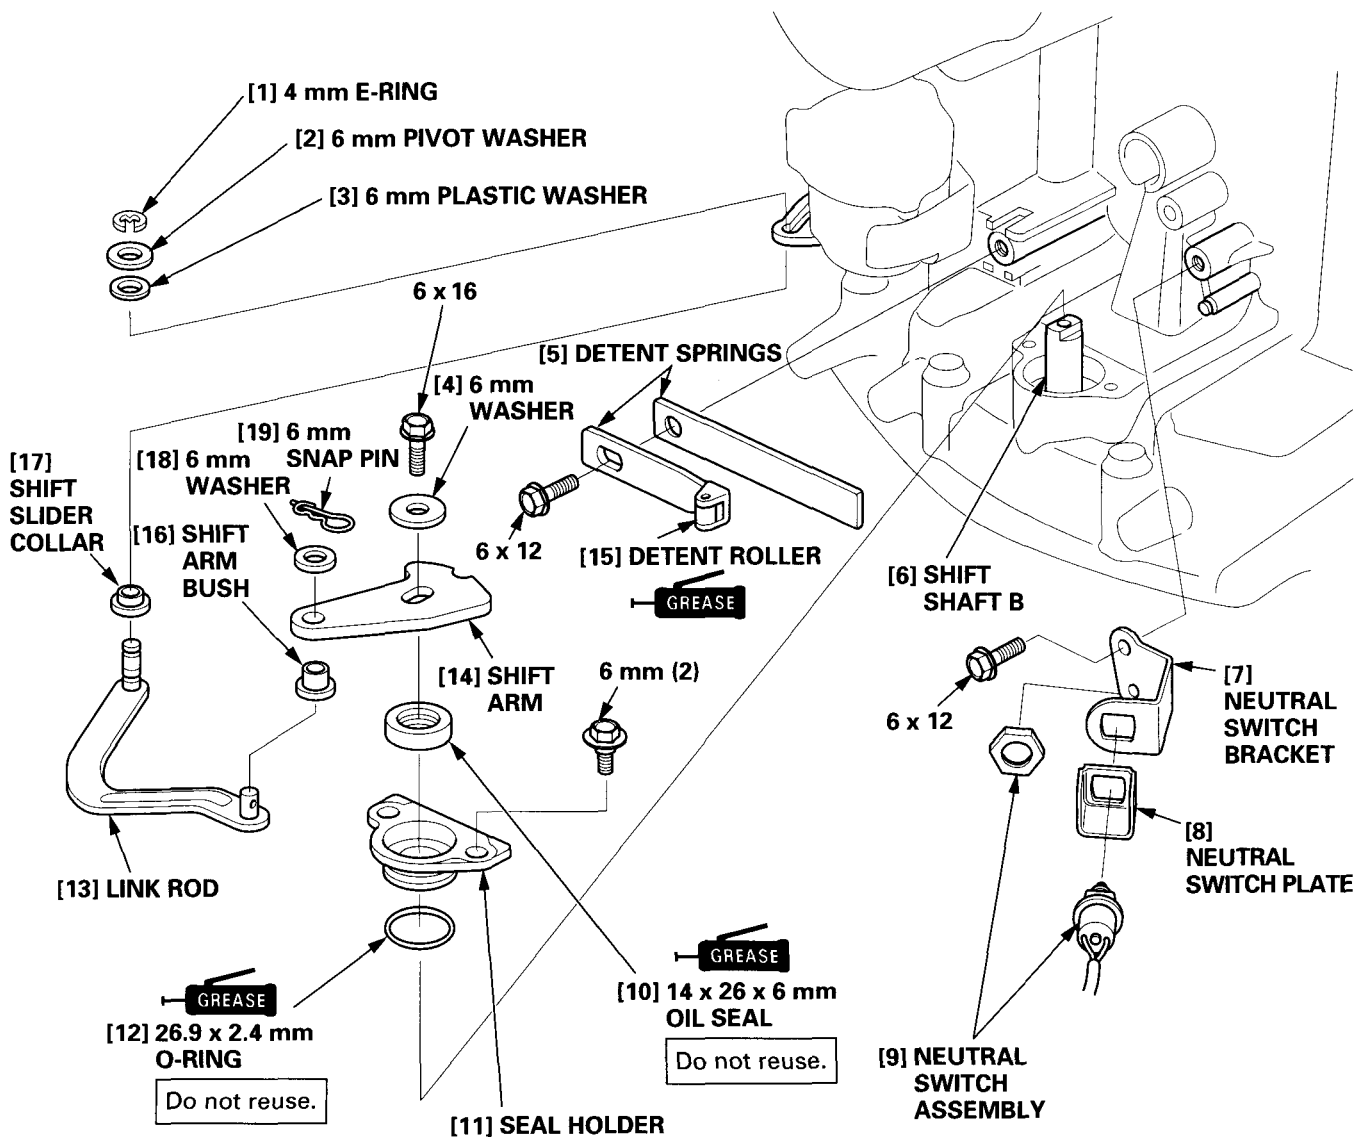 [1] 4 mm E-RING
[2] 6 mm PIVOT WASHER
[3] 6 mm PLASTIC WASHER
6 x 16
[5] DETENT SPRINGS
[4] 6 mm
WASHER
[19] 6 mm
SNAP PIN
[18] 6 mm
WASHER
[17]
SHIFT
SLIDER
COLLAR
[16] SHIFT
ARM
BUSH
6 x 12
[15] DETENT ROLLER
GREASE
[6] SHIFT
SHAFT B
[14] SHIFT
ARM
6 mm (2)
6 x 12
[7]
NEUTRAL
SWITCH
BRACKET
[8]
NEUTRAL
SWITCH PLATE
[13] LINK ROD
GREASE
[10] 14 x 26 x 6 mm
OIL SEAL
Do not reuse.
GREASE
[12] 26.9 x 2.4 mm
O-RING
Do not reuse.
[9] NEUTRAL
SWITCH
ASSEMBLY
[11] SEAL HOLDER